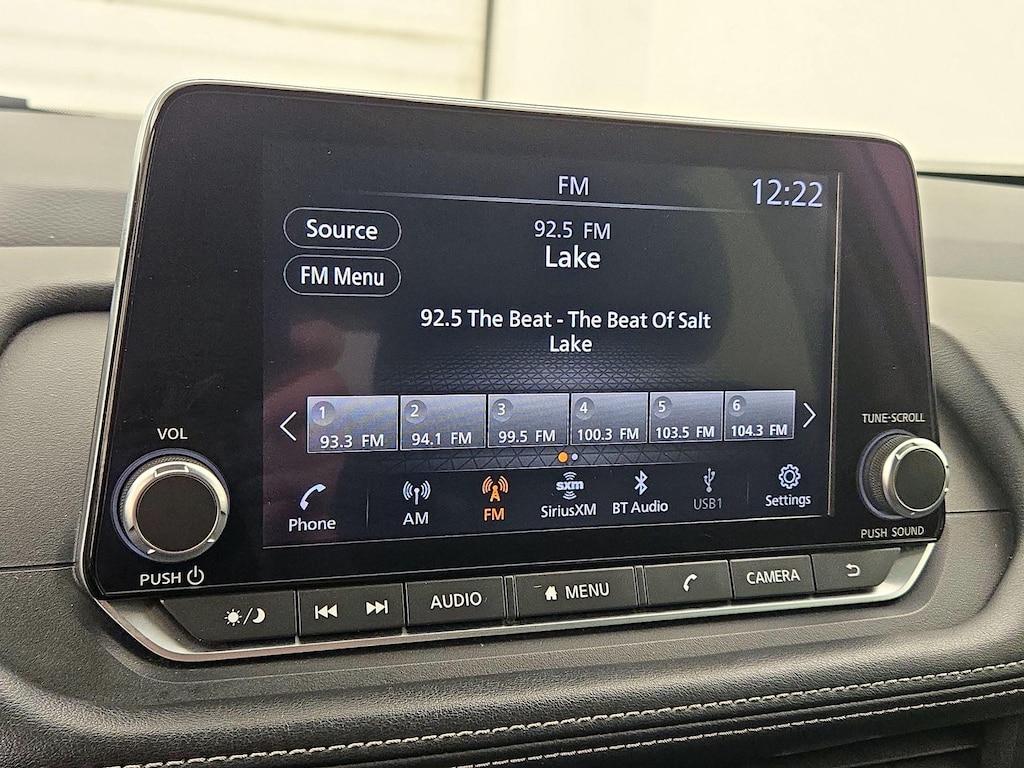 FM
12:22
Source
92.5 FM
Lake
FM Menu
92.5 The Beat - The Beat Of Salt
Lake
1 2 3 4 5 6
93.3 FM 94.1 FM 99.5 FM 100.3 FM 103.5 FM 104.3 FM
VOL
TUNE·SCROLL
Phone
AM
FM
sxm
SiriusXM
BT Audio
USB1
Settings
PUSH
PUSH SOUND
AUDIO
MENU
CAMERA